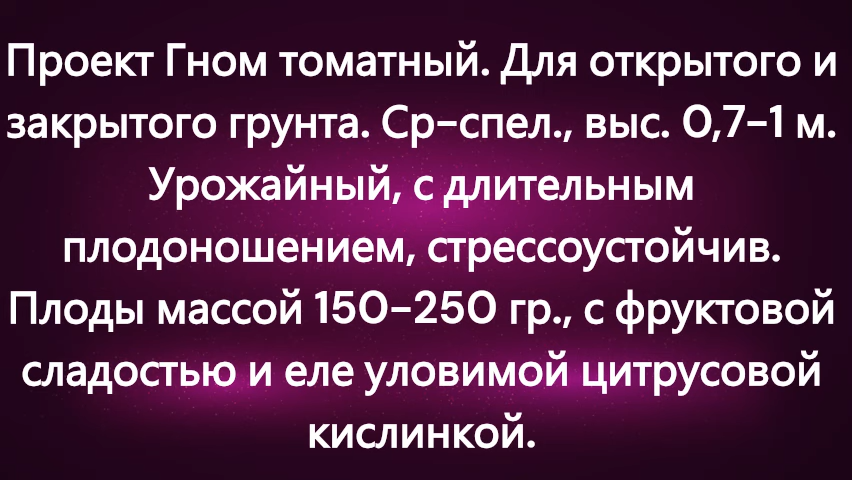 Проект Гном томатный. Для открытого и
закрытого грунта. Ср-спел., выс. 0,7-1 м.
Урожайный, с длительным
плодоношением, стрессоустойчив.
Плоды массой 150-250 гр., с фруктовой
сладостью и еле уловимой цитрусовой
кислинкой.